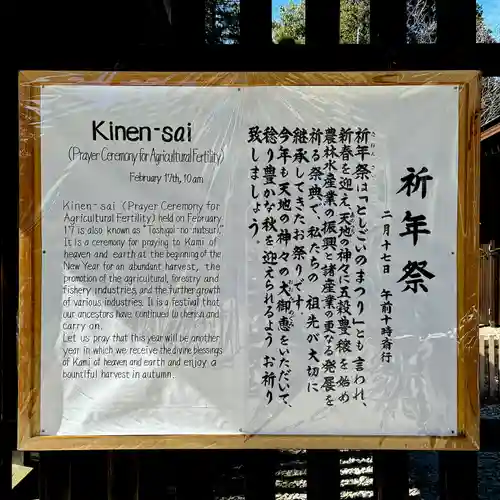 Kinen-sai
(Prayer Ceremony for Agricultural Fertility)
February 17th, 10 am.
Kinen-sai (Prayer Ceremony for
Agricultural Fertility) held on February
17 is also known as "Toshigoi-no-matsuri."
It is a ceremony for praying to Kami of
heaven and earth at the beginning of the
New Year for an abundant harvest, the
promotion of the agricultural, forestry and
fishery industries, and the further growth
of various industries. It is a festival that
our ancestors have continued to cherish and
carry on.
Let us pray that this year will be another
year in which we receive the divine blessings
of Kami of heaven and earth and enjoy a
bountiful harvest in autumn.
祈年祭
二月十七日 午前十時斎行
祈年祭は「としごいのまつり」とも言われ、
新春を迎え天地の神々に五穀豊穣を始め
農林水産業の振興と諸産業の更なる発展を
祈る祭典で、私たちの祖先が大切に
継承してきたお祭りです。
今年も天地の神々の大御恵をいただいて、
稔り豊かな秋を迎えられるようお祈り
致しましょう。